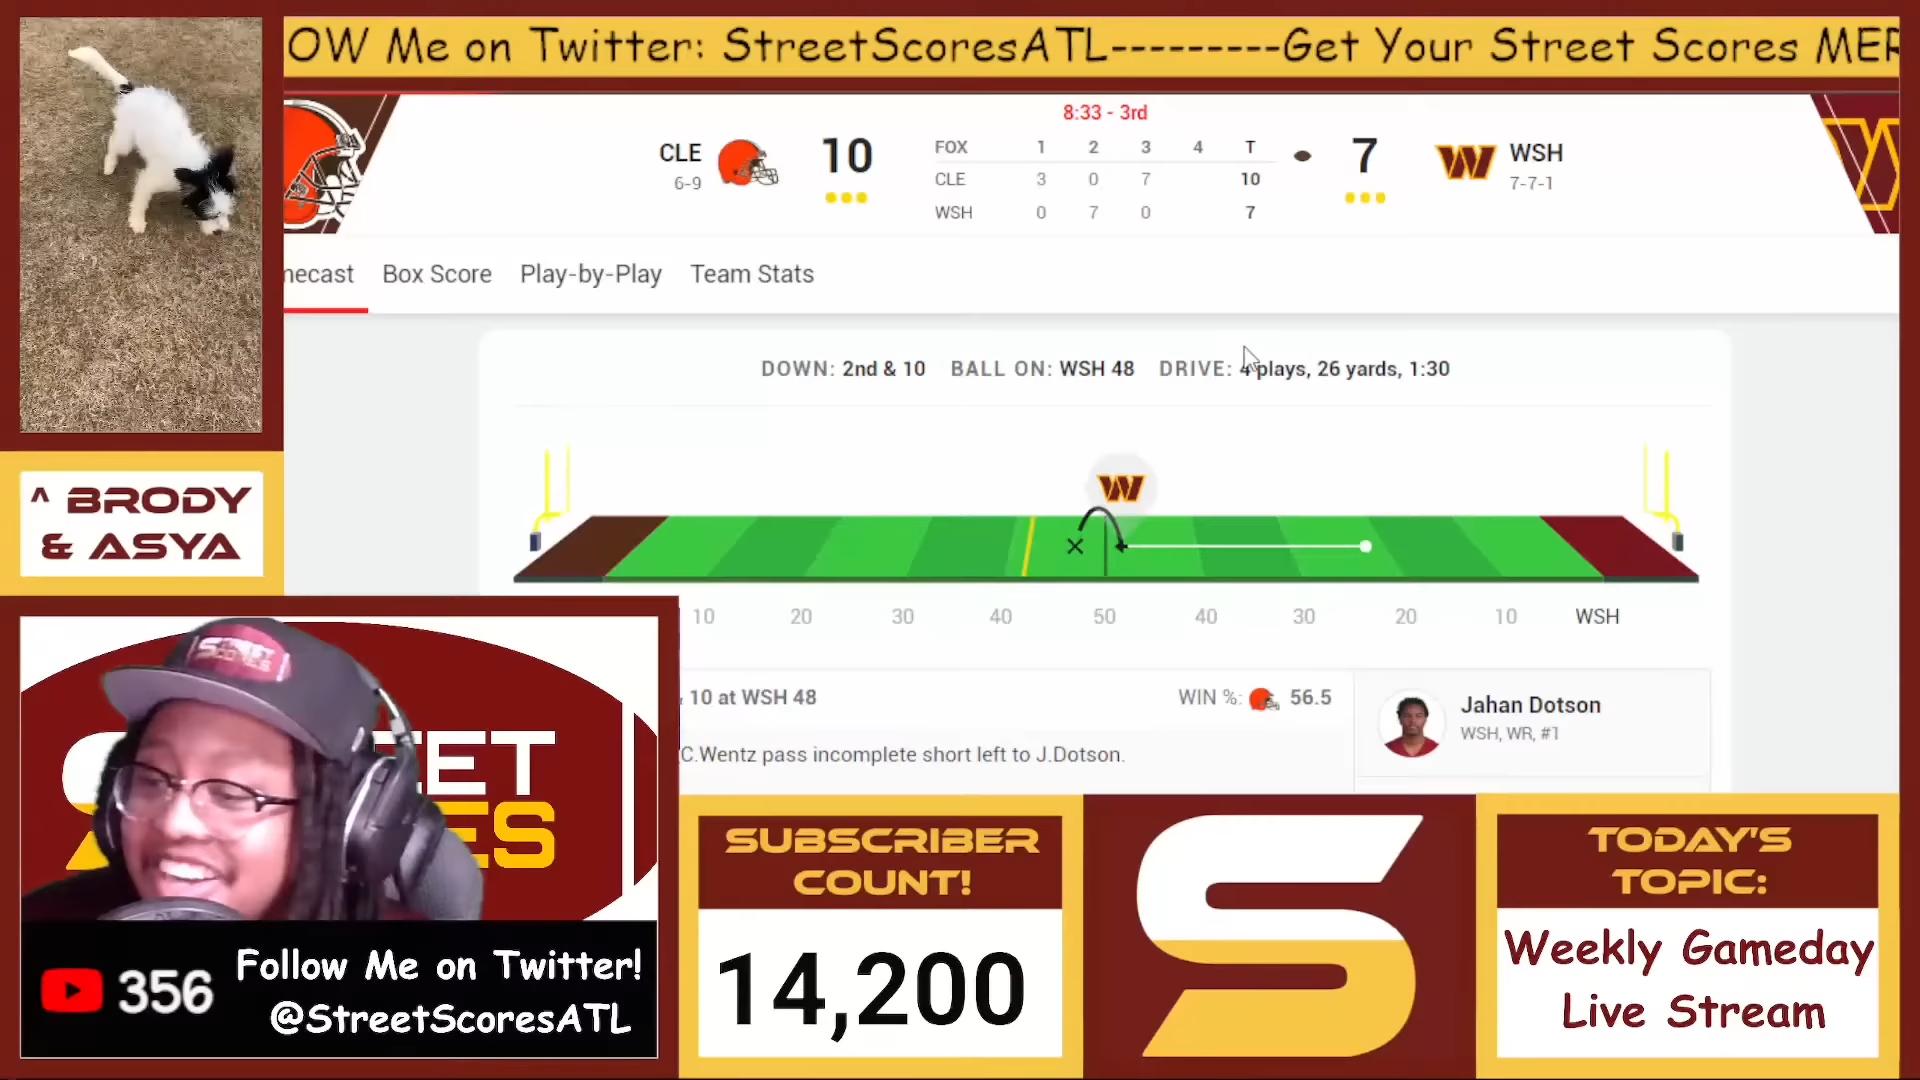 OW Me on Twitter: StreetScoresATL---------Get Your Street Scores MER
8:33 - 3rd
CLE 10 FOX 1 2 3 4 T 7 WSH
6-9 CLE 3 0 7 10 7-7-1
WSH 0 7 0 7
necast Box Score Play-by-Play Team Stats
DOWN: 2nd & 10 BALL ON: WSH 48 DRIVE: 4 plays, 26 yards, 1:30
W
10 20 30 40 50 40 30 20 10 WSH
10 at WSH 48 WIN %: 56.5
C.Wentz pass incomplete short left to J.Dotson.
Jahan Dotson
WSH, WR, #1
^ BRODY
& ASYA
STREET
SCORES
EET
ES
356 Follow Me on Twitter!
@StreetScoresATL
SUBSCRIBER
COUNT!
14,200
S
TODAY'S
TOPIC:
Weekly Gameday
Live Stream